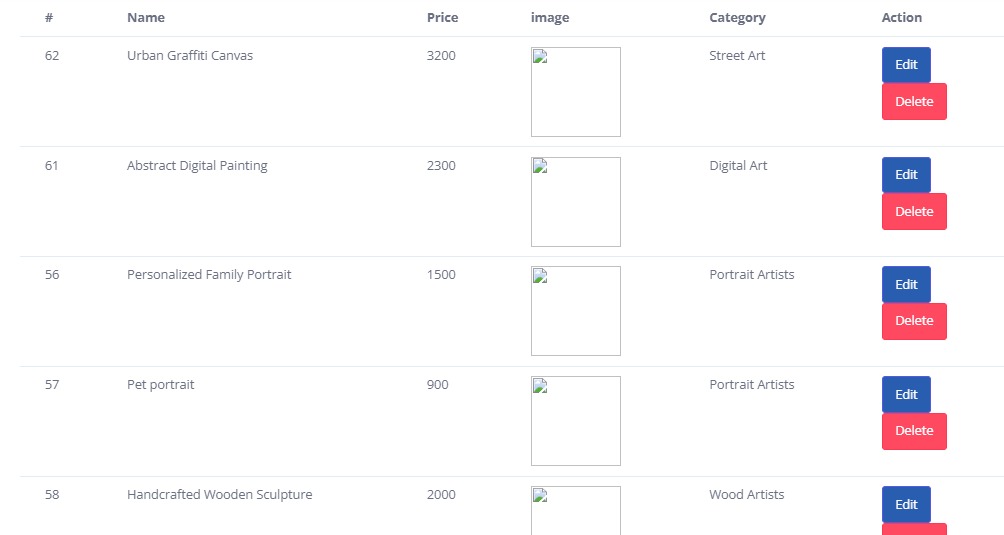 # Name Price image Category Action
62 Urban Graffiti Canvas 3200 Street Art Edit
Delete
61 Abstract Digital Painting 2300 Digital Art Edit
Delete
56 Personalized Family Portrait 1500 Portrait Artists Edit
Delete
57 Pet portrait 900 Portrait Artists Edit
Delete
58 Handcrafted Wooden Sculpture 2000 Wood Artists Edit